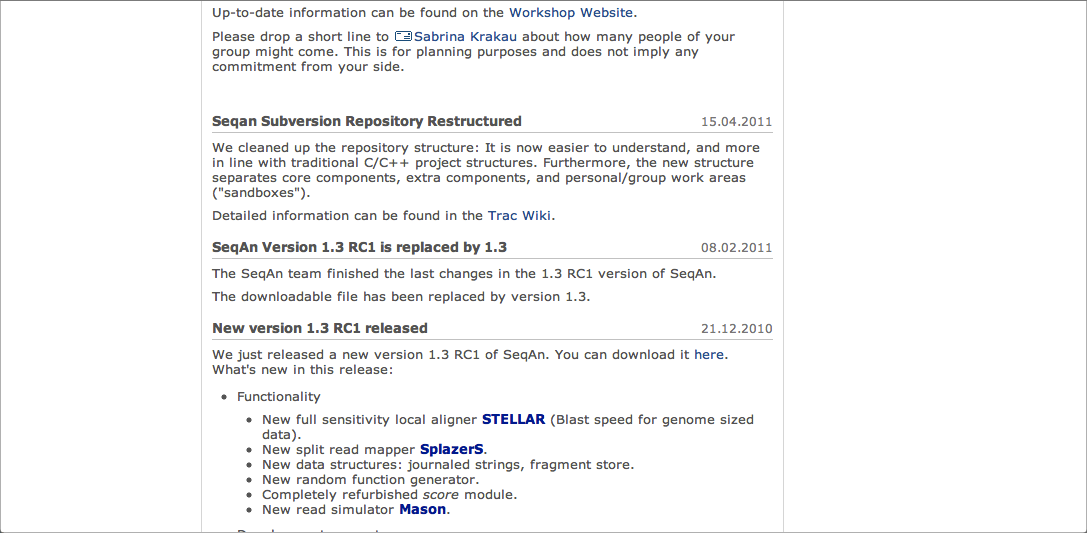 Up-to-date information can be found on the Workshop Website.
Please drop a short line to Sabrina Krakau about how many people of your
group might come. This is for planning purposes and does not imply any
commitment from your side.
Seqan Subversion Repository Restructured 15.04.2011
We cleaned up the repository structure: It is now easier to understand, and more
in line with traditional C/C++ project structures. Furthermore, the new structure
separates core components, extra components, and personal/group work areas
("sandboxes").
Detailed information can be found in the Trac Wiki.
SeqAn Version 1.3 RC1 is replaced by 1.3 08.02.2011
The SeqAn team finished the last changes in the 1.3 RC1 version of SeqAn.
The downloadable file has been replaced by version 1.3.
New version 1.3 RC1 released 21.12.2010
We just released a new version 1.3 RC1 of SeqAn. You can download it here.
What's new in this release:
• Functionality
• New full sensitivity local aligner STELLAR (Blast speed for genome sized
data).
• New split read mapper SplazerS.
• New data structures: journaled strings, fragment store.
• New random function generator.
• Completely refurbished score module.
• New read simulator Mason.